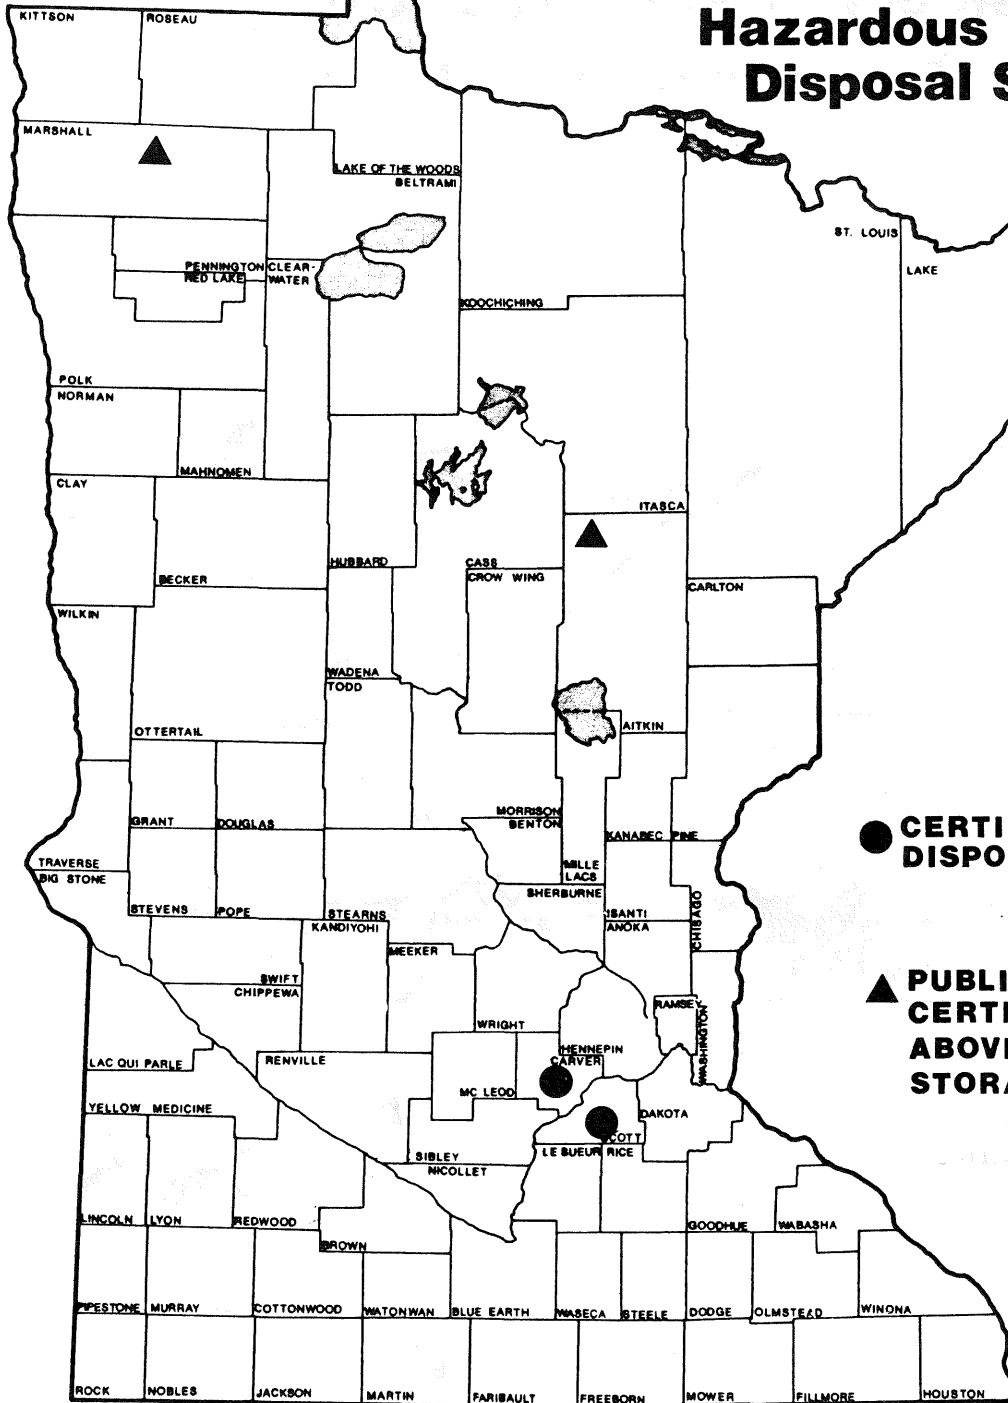 Hazardous
Disposal S
KITTSON
ROSEAU
MARSHALL
LAKE OF THE WOODS
BELTRAMI
ST. LOUIS
LAKE
PENNINGTON
CLEAR-
RED LAKE
WATER
KOOCHICHING
POLK
NORMAN
MAHNOMEN
CLAY
ITASCA
HUBBARD
CASS
CROW WING
BECKER
CARLTON
WILKIN
WADENA
TODD
OTTERTAIL
AITKIN
MORRISON
BENTON
GRANT
DOUGLAS
KANABEC
PINE
CERTI
DISPO
TRAVERSE
BIG STONE
MILLE
LACS
SHERBURNE
STEVENS
POPE
STEARNS
KANDIYOHI
ISANTI
ANOKA
CHISAGO
MEEKER
SWIFT
CHIPPEWA
PUBLI
CERTI
ABOVE
STORA
RAMSEY
WASHINGTON
WRIGHT
HENNEPIN
CARVER
LAC QUI PARLE
RENVILLE
MC LEOD
YELLOW MEDICINE
DAKOTA
SCOTT
LE SUEUR
RICE
SIBLEY
NICOLLET
LINCOLN
LYON
REDWOOD
BROWN
GOODHUE
WABASHA
PIPESTONE
MURRAY
COTTONWOOD
WATONWAN
BLUE EARTH
WASECA
STEELE
DODGE
OLMSTEAD
WINONA
ROCK
NOBLES
JACKSON
MARTIN
FARIBAULT
FREEBORN
MOWER
FILLMORE
HOUSTON